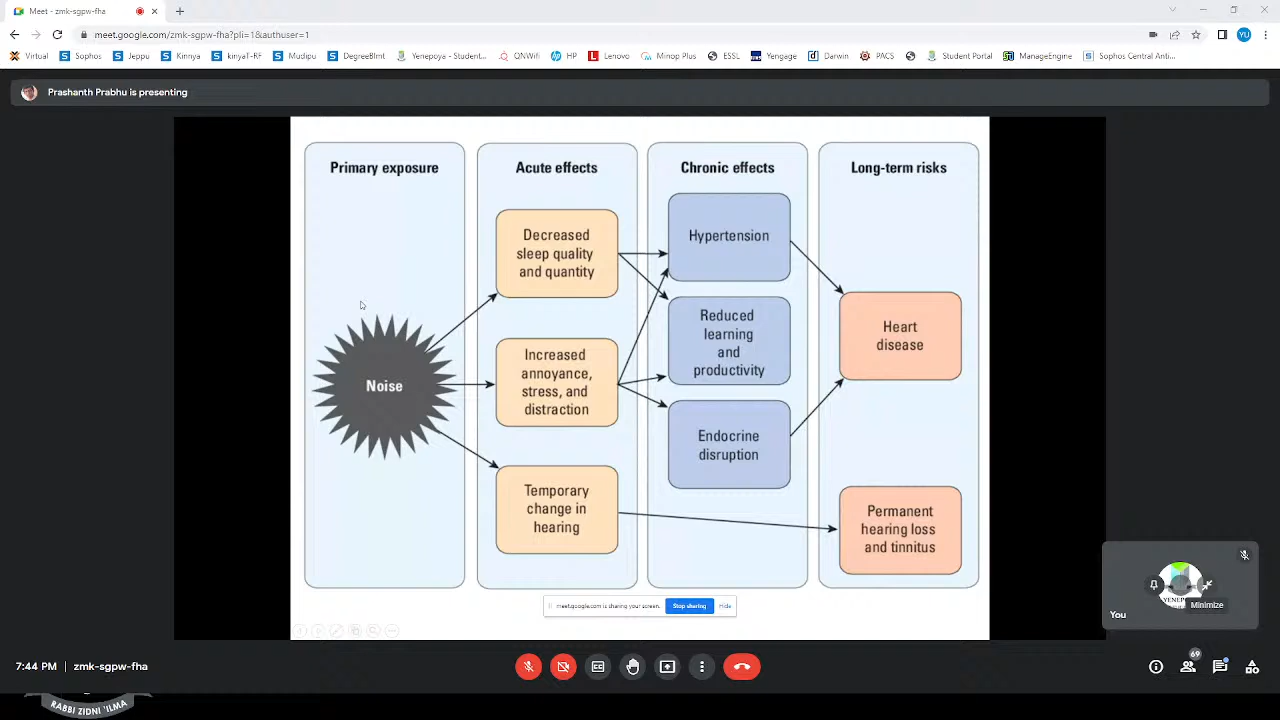 Meet - zmk-sgpw-fha
meet.google.com/zmk-sgpw-fha?pli=1&authuser=1
YU
Virtual Sophos Jeppu Kinnya kinyaT-RF Mudipu DegreeBlmt Yenepoya - Student... QNWifi HP Lenovo Minop Plus ESSL Yengage Darwin PACS Student Portal ManageEngine Sophos Central Anti...
Prashanth Prabhu is presenting
Primary exposure
Acute effects
Chronic effects
Long-term risks
Noise
Decreased
sleep quality
and quantity
Increased
annoyance,
stress, and
distraction
Temporary
change in
hearing
Hypertension
Reduced
learning
and
productivity
Endocrine
disruption
Heart
disease
Permanent
hearing loss
and tinnitus
meet.google.com is sharing your screen.
Stop sharing
Hide
Minimize
You
7:44 PM | zmk-sgpw-fha
69
RABBI ZIDNI 'ILMA